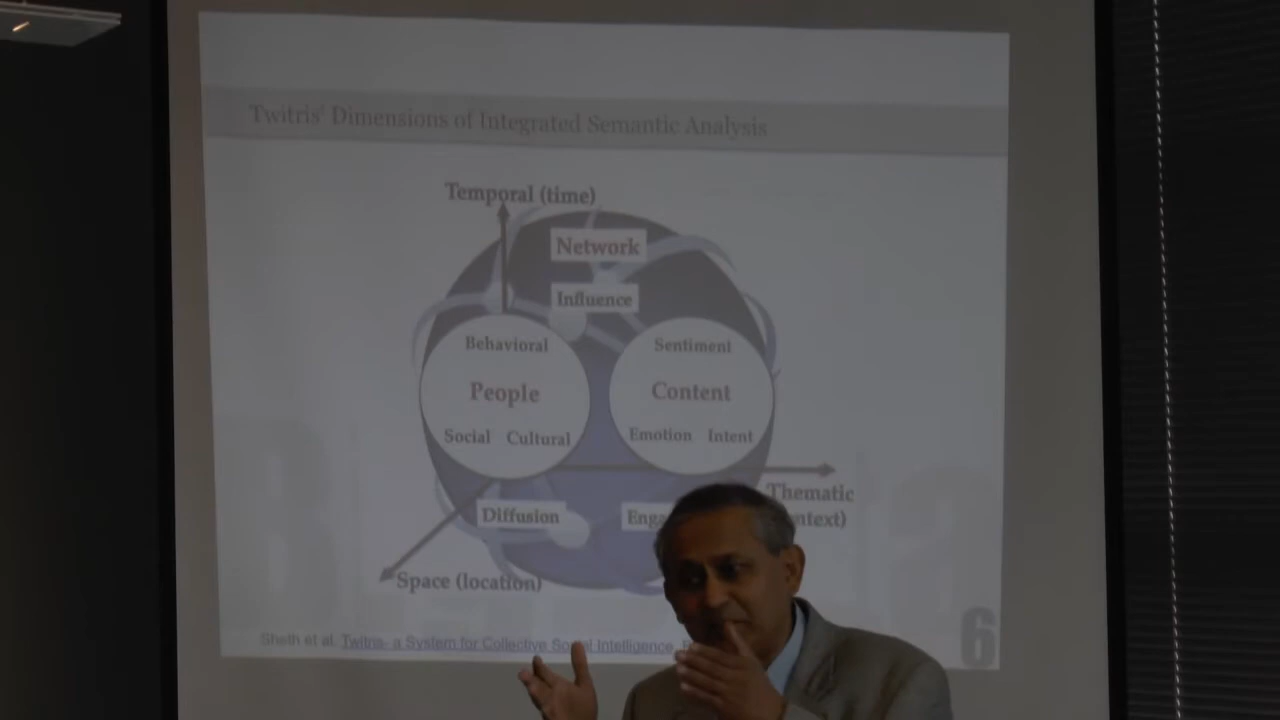 Twitris' Dimensions of Integrated Semantic Analysis
Temporal (time)
Network
Influence
Behavioral
People
Social Cultural
Sentiment
Content
Emotion Intent
Thematic
Diffusion
Space (location)
Sheth et al. Twitris- a System for Collective Social Intelligence,
6